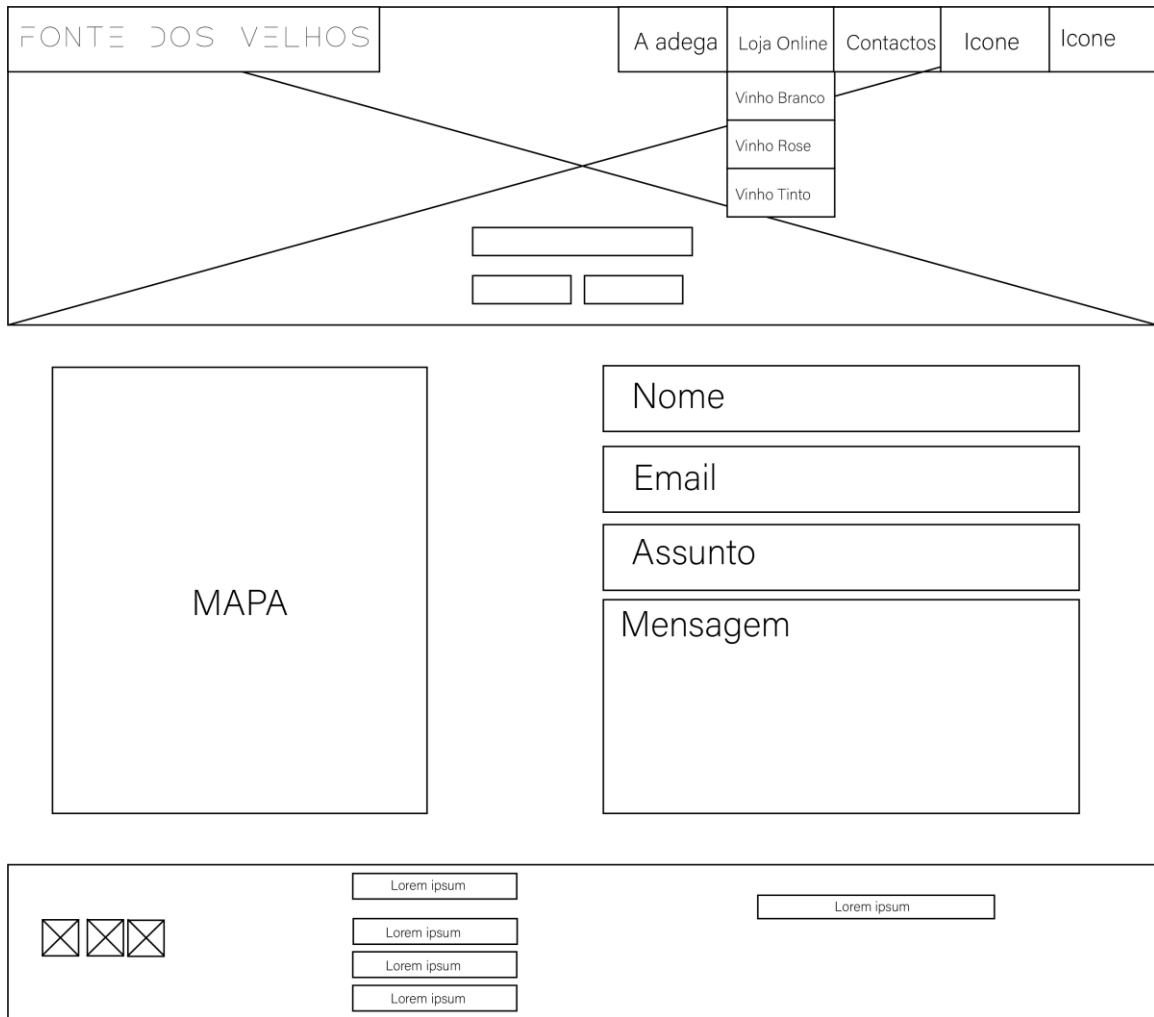 FONTE DOS VELHOS
A adega
Loja Online
Contactos
Icone
Icone
Vinho Branco
Vinho Rose
Vinho Tinto
MAPA
Nome
Email
Assunto
Mensagem
Lorem ipsum
Lorem ipsum
Lorem ipsum
Lorem ipsum
Lorem ipsum